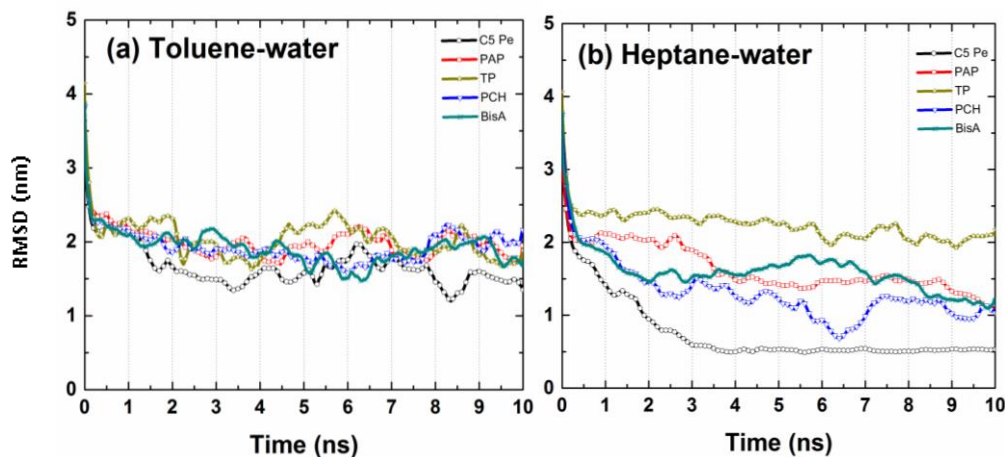 (a) Toluene-water
C5 Pe
PAP
TP
PCH
BisA
RMSD (nm)
5
4
3
2
1
0
0 1 2 3 4 5 6 7 8 9 10
Time (ns)
(b) Heptane-water
C5 Pe
PAP
TP
PCH
BisA
5
4
3
2
1
0
0 1 2 3 4 5 6 7 8 9 10
Time (ns)